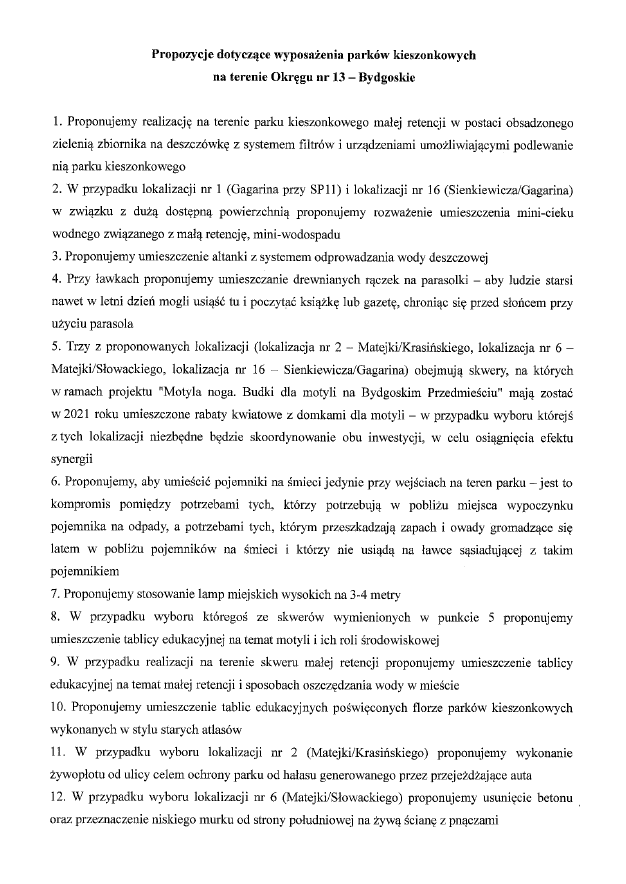 Propozycje dotyczące wyposażenia parków kieszonkowych
na terenie Okręgu nr 13 – Bydgoskie
1. Proponujemy realizację na terenie parku kieszonkowego małej retencji w postaci obsadzonego
zielenią zbiornika na deszczówkę z systemem filtrów i urządzeniami umożliwiającymi podlewanie
nią parku kieszonkowego
2. W przypadku lokalizacji nr 1 (Gagarina przy SP11) i lokalizacji nr 16 (Sienkiewicza/Gagarina)
w związku z dużą dostępną powierzchnią proponujemy rozważenie umieszczenia mini-cieku
wodnego związanego z małą retencję, mini-wodospadu
3. Proponujemy umieszczenie altanki z systemem odprowadzania wody deszczowej
4. Przy ławkach proponujemy umieszczanie drewnianych rączek na parasolki – aby ludzie starsi
nawet w letni dzień mogli usiąść tu i poczytać książkę lub gazetę, chroniąc się przed słońcem przy
użyciu parasola
5. Trzy z proponowanych lokalizacji (lokalizacja nr 2 – Matejki/Krasińskiego, lokalizacja nr 6 –
Matejki/Słowackiego, lokalizacja nr 16 – Sienkiewicza/Gagarina) obejmują skwery, na których
w ramach projektu "Motyla noga. Budki dla motyli na Bydgoskim Przedmieściu" mają zostać
w 2021 roku umieszczone rabaty kwiatowe z domkami dla motyli – w przypadku wyboru którejś
z tych lokalizacji niezbędne będzie skoordynowanie obu inwestycji, w celu osiągnięcia efektu
synergii
6. Proponujemy, aby umieścić pojemniki na śmieci jedynie przy wejściach na teren parku – jest to
kompromis pomiędzy potrzebami tych, którzy potrzebują w pobliżu miejsca wypoczynku
pojemnika na odpady, a potrzebami tych, którym przeszkadzają zapach i owady gromadzące się
latem w pobliżu pojemników na śmieci i którzy nie usiądą na ławce sąsiadującej z takim
pojemnikiem
7. Proponujemy stosowanie lamp miejskich wysokich na 3-4 metry
8. W przypadku wyboru któregoś ze skwerów wymienionych w punkcie 5 proponujemy
umieszczenie tablicy edukacyjnej na temat motyli i ich roli środowiskowej
9. W przypadku realizacji na terenie skweru małej retencji proponujemy umieszczenie tablicy
edukacyjnej na temat małej retencji i sposobach oszczędzania wody w mieście
10. Proponujemy umieszczenie tablic edukacyjnych poświęconych florze parków kieszonkowych
wykonanych w stylu starych atlasów
11. W przypadku wyboru lokalizacji nr 2 (Matejki/Krasińskiego) proponujemy wykonanie
żywopłotu od ulicy celem ochrony parku od hałasu generowanego przez przejeżdżające auta
12. W przypadku wyboru lokalizacji nr 6 (Matejki/Słowackiego) proponujemy usunięcie betonu
oraz przeznaczenie niskiego murku od strony południowej na żywą ścianę z pnączami